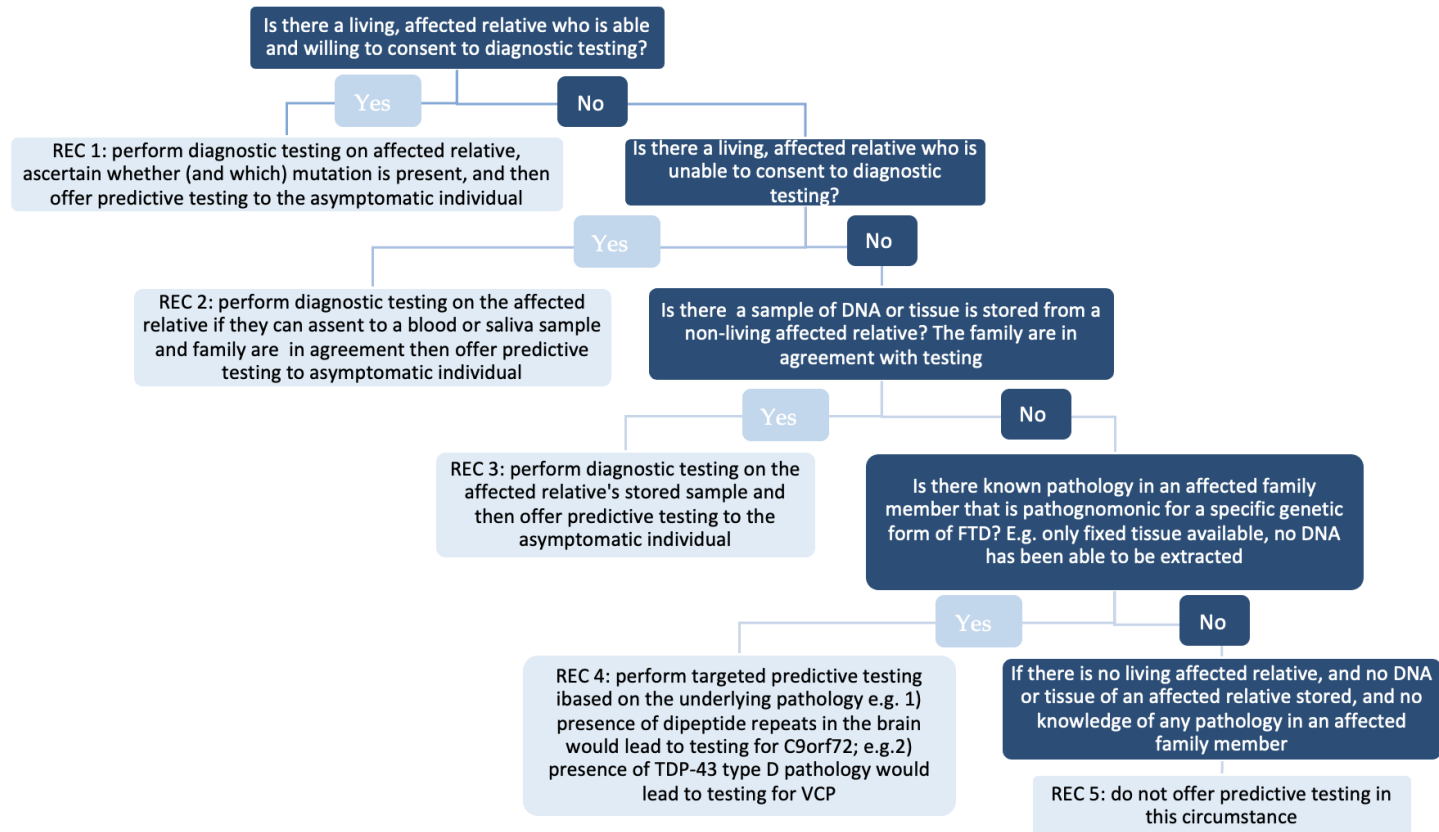 Is there a living, affected relative who is able
and willing to consent to diagnostic testing?
Yes
No
REC 1: perform diagnostic testing on affected relative,
ascertain whether (and which) mutation is present, and then
offer predictive testing to the asymptomatic individual
Is there a living, affected relative who is
unable to consent to diagnostic
testing?
Yes
No
REC 2: perform diagnostic testing on the affected
relative if they can assent to a blood or saliva sample
and family are in agreement then offer predictive
testing to asymptomatic individual
Is there a sample of DNA or tissue is stored from a
non-living affected relative? The family are in
agreement with testing
Yes
No
REC 3: perform diagnostic testing on the
affected relative's stored sample and
then offer predictive testing to the
asymptomatic individual
Is there known pathology in an affected family
member that is pathognomonic for a specific genetic
form of FTD? E.g. only fixed tissue available, no DNA
has been able to be extracted
Yes
No
REC 4: perform targeted predictive testing
ibased on the underlying pathology e.g. 1)
presence of dipeptide repeats in the brain
would lead to testing for C9orf72; e.g.2)
presence of TDP-43 type D pathology would
lead to testing for VCP
If there is no living affected relative, and no DNA
or tissue of an affected relative stored, and no
knowledge of any pathology in an affected
family member
REC 5: do not offer predictive testing in
this circumstance